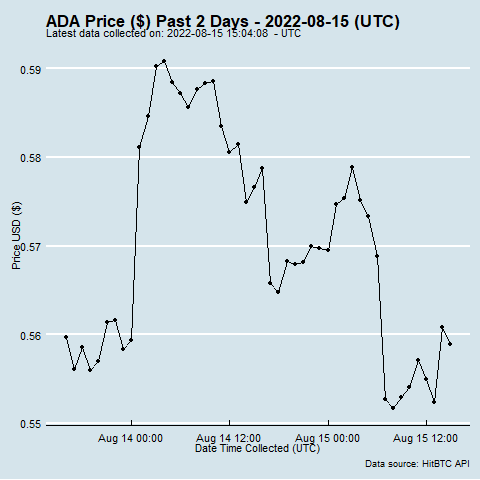 ADA Price ($) Past 2 Days - 2022-08-15 (UTC)
Latest data collected on: 2022-08-15 15:04:08 - UTC
0.59
0.58
0.57
0.56
0.55
Price USD ($)
Aug 14 00:00 Aug 14 12:00 Aug 15 00:00 Aug 15 12:00
Date Time Collected (UTC)
Data source: HitBTC API